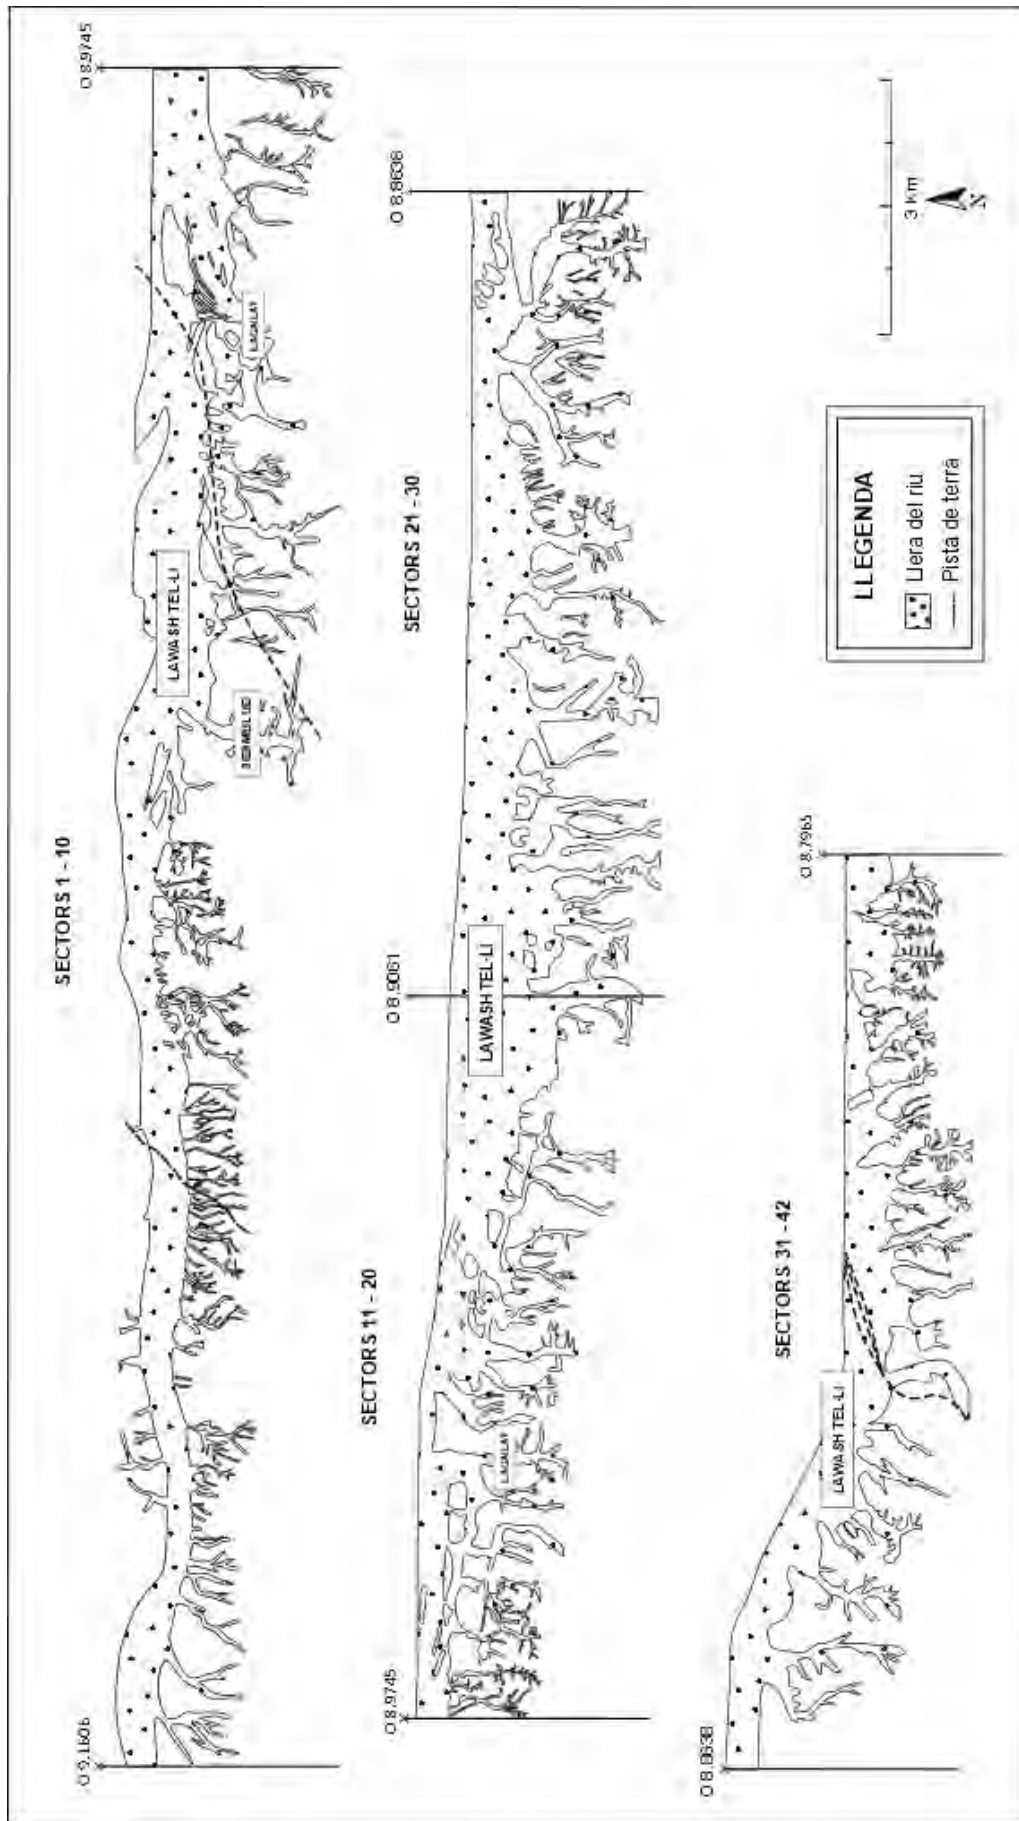 SECTORS 1 - 10
O 9.1606
O 8.9745
LAWASH TEL-LI
LAGALAY
SECTORS 11 - 20
SECTORS 21 - 30
O 8.9745
O 8.9061
O 8.8638
LAWASH TEL-LI
LAGALAY
SECTORS 31 - 42
O 8.8638
O 8.7965
LAWASH TEL-LI
LLEGENDA
Llera del riu
Pista de terra
3 Km
N